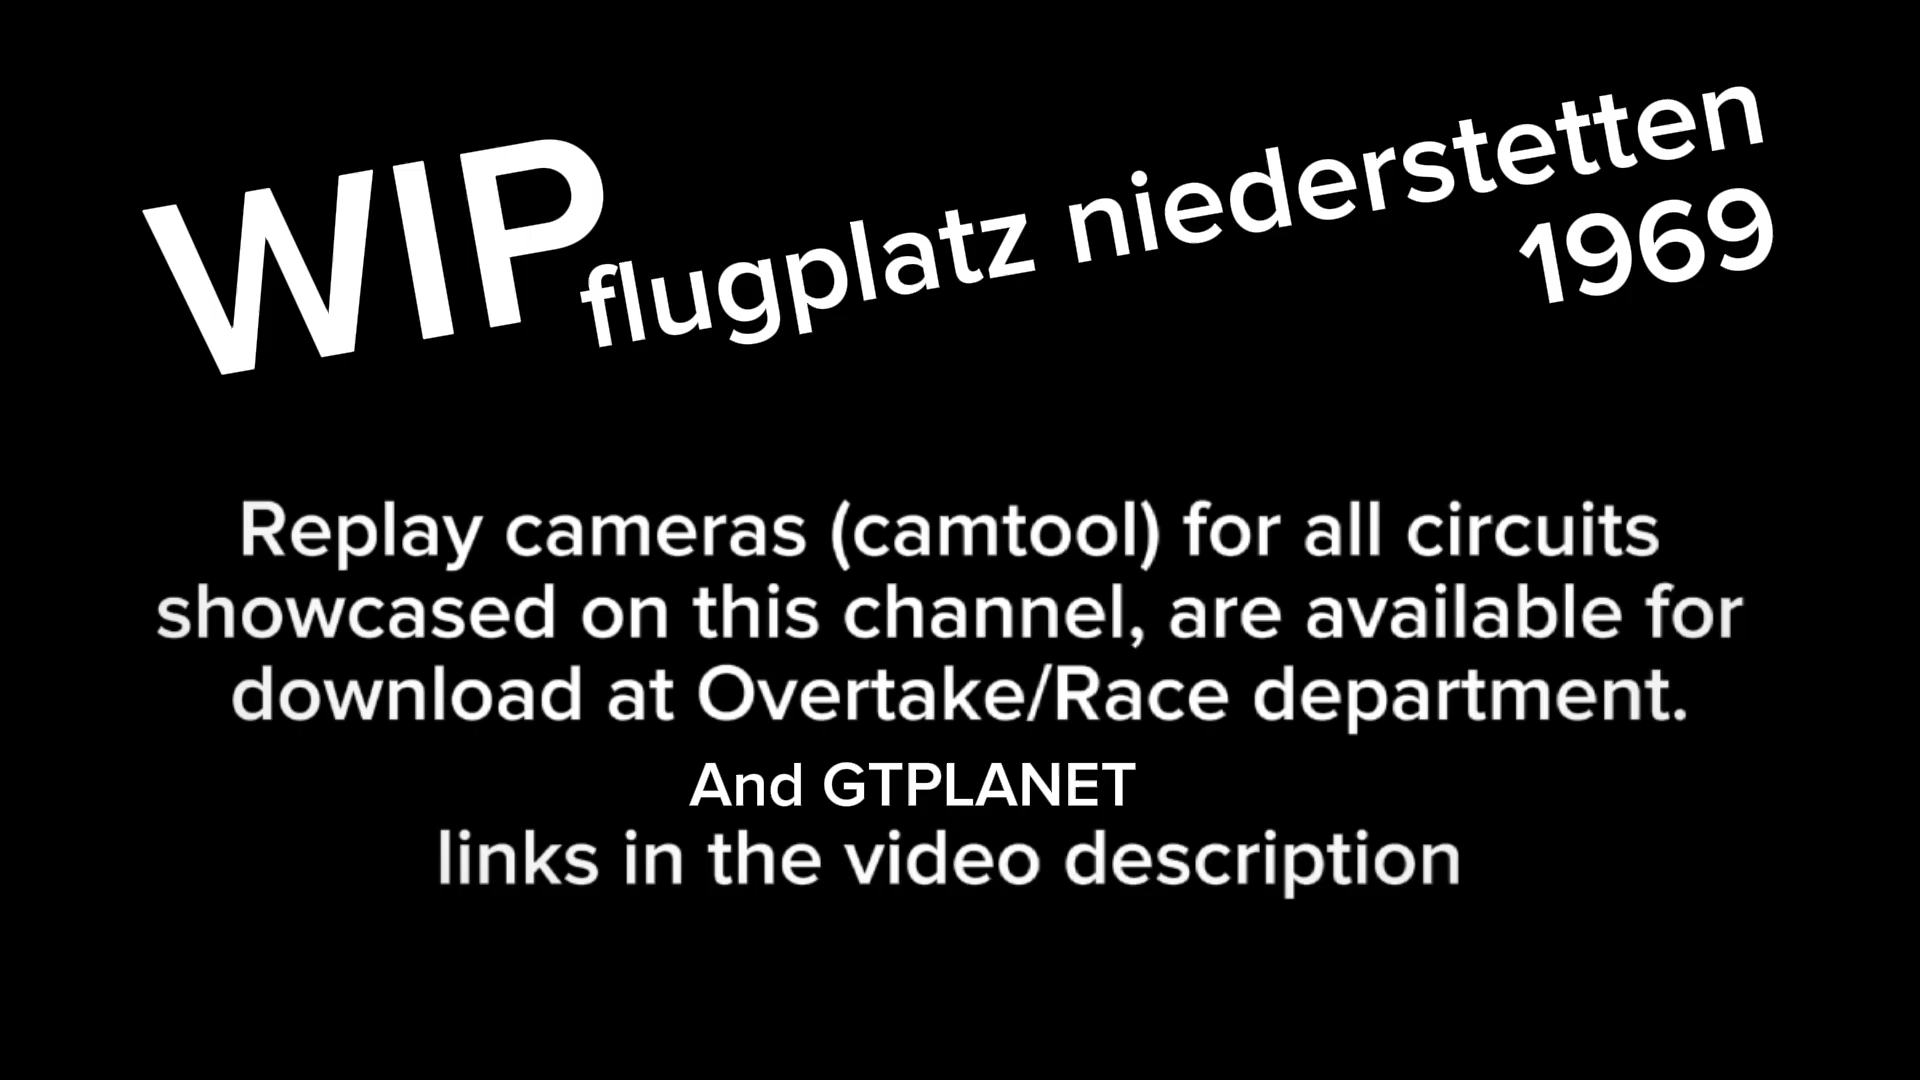 WIP
flugplatz niederstetten
1969
Replay cameras (camtool) for all circuits
showcased on this channel, are available for
download at Overtake/Race department.
And GTPLANET
links in the video description